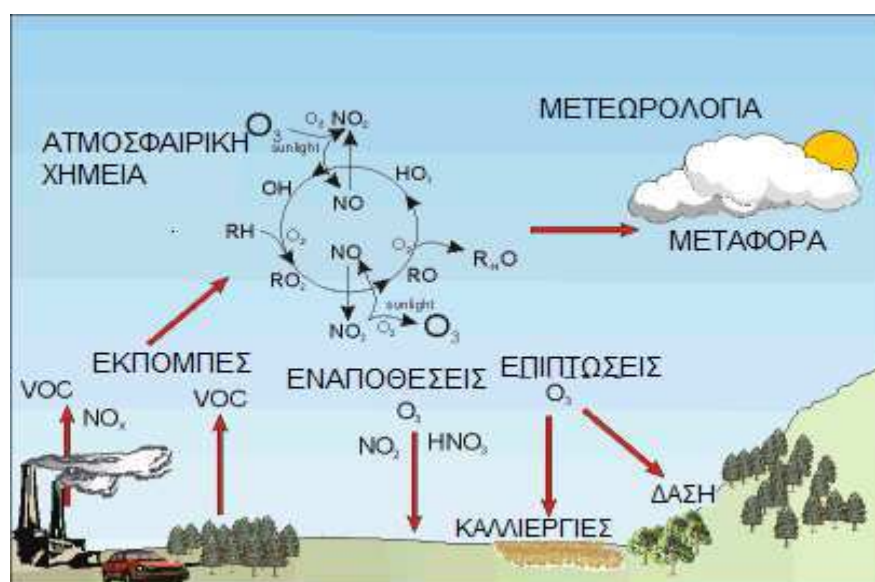 ΑΤΜΟΣΦΑΙΡΙΚΗ
ΧΗΜΕΙΑ
O₃
O₂
NO₂
sunlight
OH
NO
HO₂
RH
O₂
RO₂
NO
O₂
RO
R₋H₋O
NO₂
sunlight
O₂
O₃
ΜΕΤΕΩΡΟΛΟΓΙΑ
ΜΕΤΑΦΟΡΑ
ΕΚΠΟΜΠΕΣ
VOC
NOₓ
VOC
ΕΝΑΠΟΘΕΣΕΙΣ
O₃
NO₂ HNO₃
ΕΠΙΠΤΩΣΕΙΣ
O₃
ΚΑΛΛΙΕΡΓΙΕΣ
ΔΑΣΗ